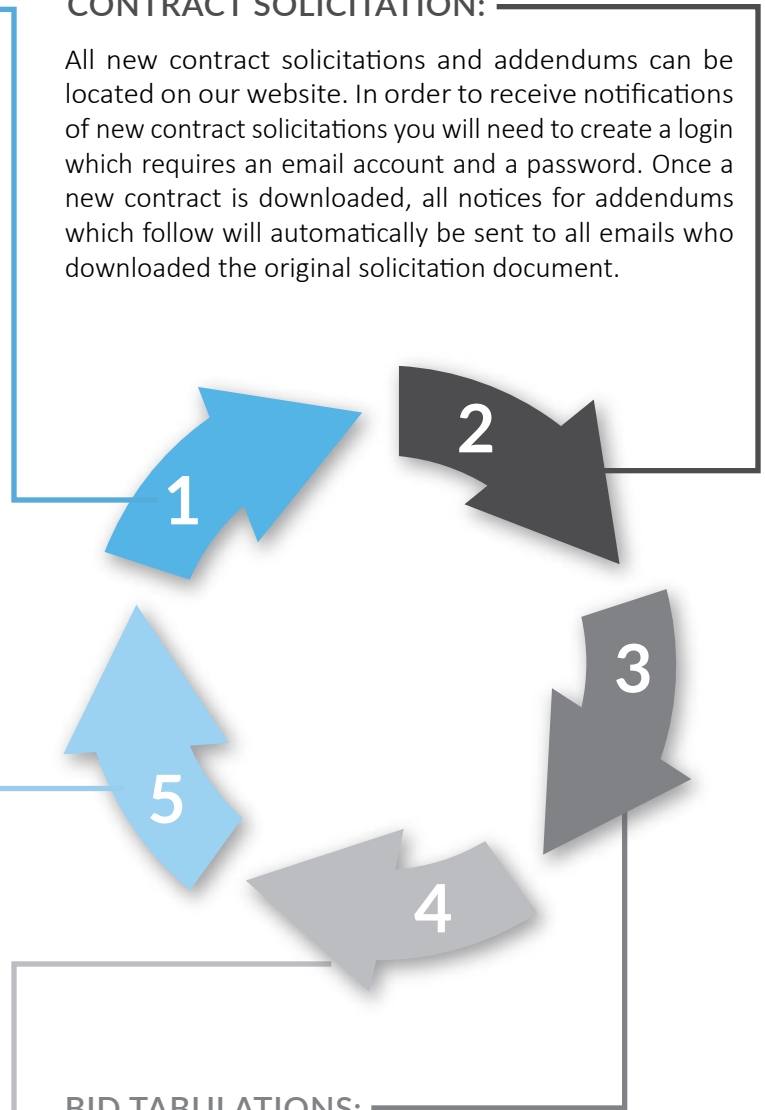 CONTRACT SOLICITATION:
All new contract solicitations and addendums can be
located on our website. In order to receive notifications
of new contract solicitations you will need to create a login
which requires an email account and a password. Once a
new contract is downloaded, all notices for addendums
which follow will automatically be sent to all emails who
downloaded the original solicitation document.
2
1
3
5
4
BID TABULATIONS: